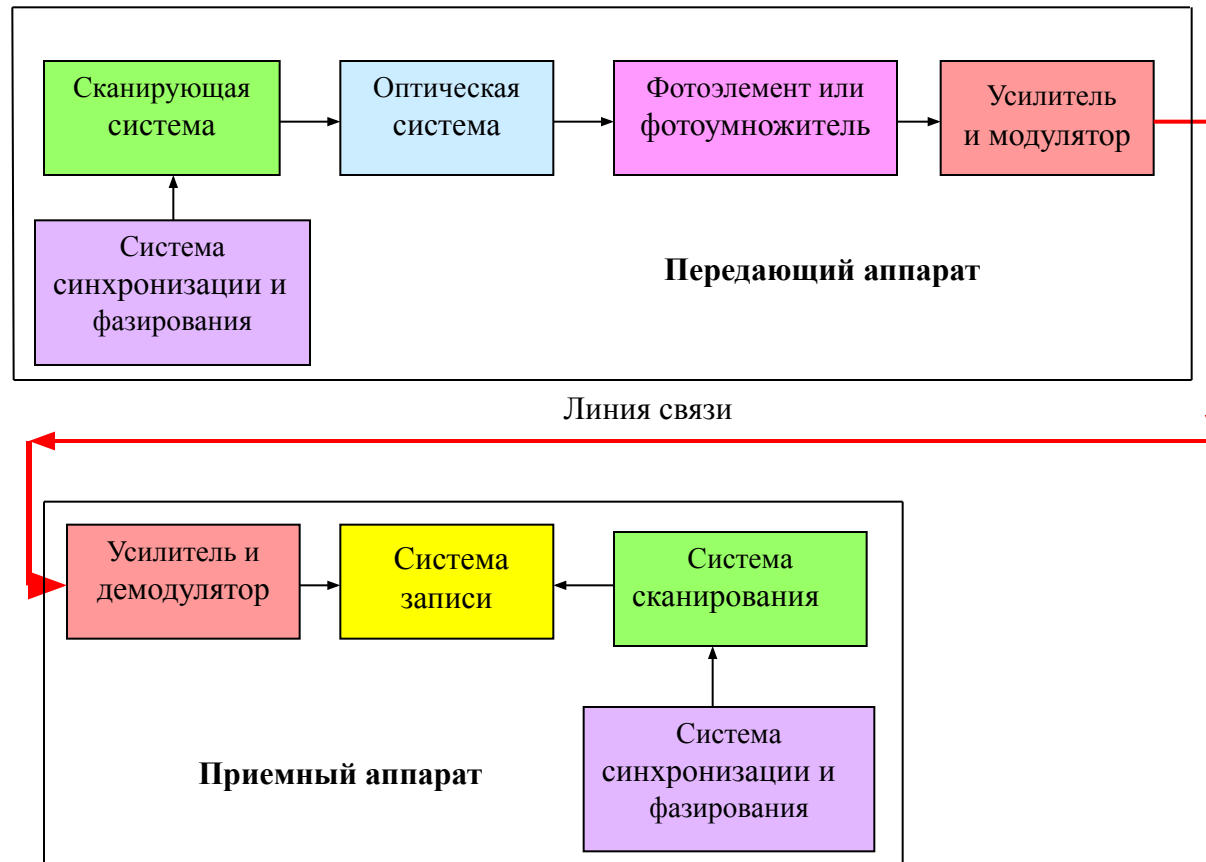 Сканирующая
система
Оптическая
система
Фотоэлемент или
фотоумножитель
Усилитель
и модулятор
Система
синхронизации и
фазирования
Передающий аппарат
Линия связи
Усилитель и
демодулятор
Система
записи
Система
сканирования
Система
синхронизации и
фазирования
Приемный аппарат